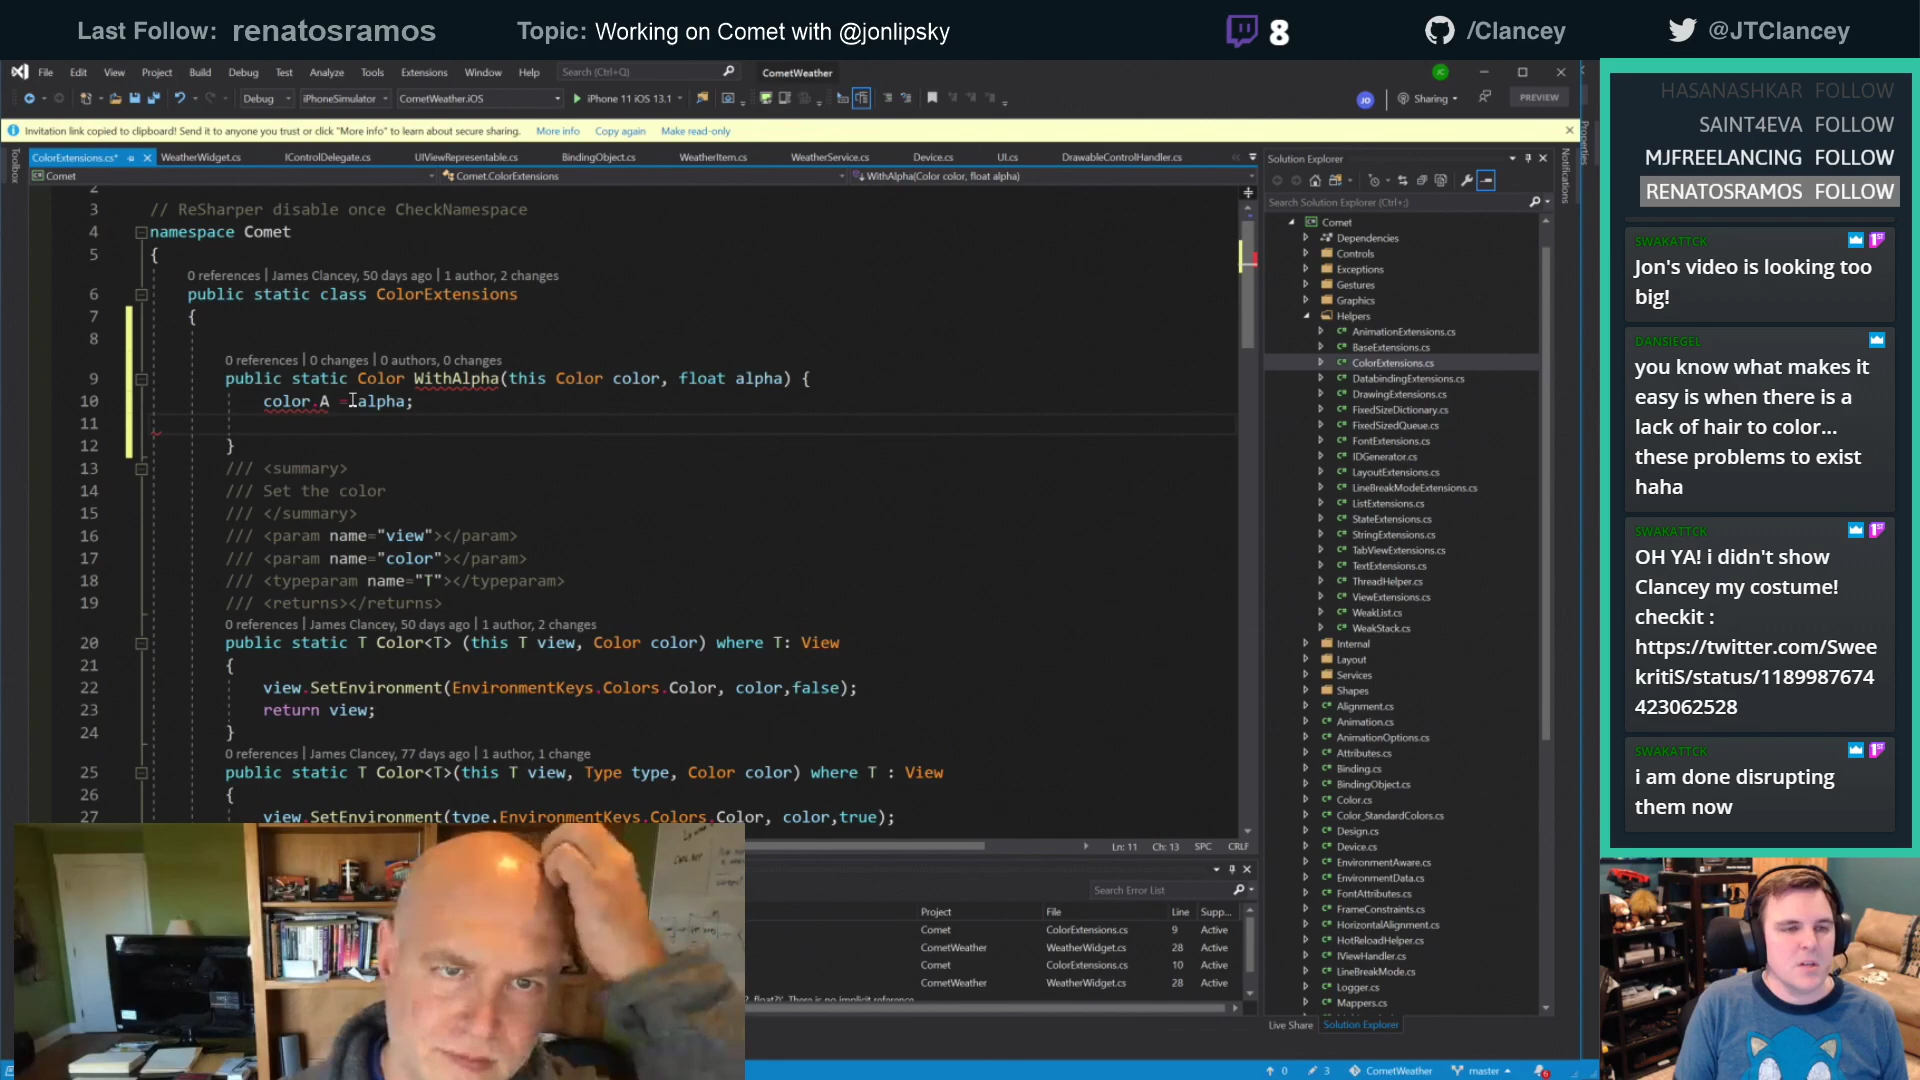 Last Follow: renatosramos
Topic: Working on Comet with @jonlipsky
8
/Clancey
@JTClancey
File Edit View Project Build Debug Test Analyze Tools Extensions Window Help
Search (Ctrl+Q)
CometWeather
JC
Debug
iPhoneSimulator
CometWeather.iOS
iPhone 11 iOS 13.1
JO
Sharing
PREVIEW
Invitation link copied to clipboard! Send it to anyone you trust or click "More info" to learn about secure sharing. More info Copy again Make read-only
Toolbox
ColorExtensions.cs* WeatherWidget.cs IControlDelegate.cs UIViewRepresentable.cs BindingObject.cs WeatherItem.cs WeatherService.cs Device.cs UI.cs DrawableControlHandler.cs
Comet
Comet.ColorExtensions
WithAlpha(Color color, float alpha)
2
3 // ReSharper disable once CheckNamespace
4 namespace Comet
5 {
0 references | James Clancey, 50 days ago | 1 author, 2 changes
6 public static class ColorExtensions
7 {
8
0 references | 0 changes | 0 authors, 0 changes
9 public static Color WithAlpha(this Color color, float alpha) {
10 color.A = alpha;
11
12 }
13 /// <summary>
14 /// Set the color
15 /// </summary>
16 /// <param name="view"></param>
17 /// <param name="color"></param>
18 /// <typeparam name="T"></typeparam>
19 /// <returns></returns>
0 references | James Clancey, 50 days ago | 1 author, 2 changes
20 public static T Color<T> (this T view, Color color) where T: View
21 {
22 view.SetEnvironment(EnvironmentKeys.Colors.Color, color,false);
23 return view;
24 }
0 references | James Clancey, 77 days ago | 1 author, 1 change
25 public static T Color<T>(this T view, Type type, Color color) where T : View
26 {
27 view.SetEnvironment(type,EnvironmentKeys.Colors.Color, color,true);
Ln: 11 Ch: 13 SPC CRLF
Search Error List
Project File Line Supp...
Comet ColorExtensions.cs 9 Active
CometWeather WeatherWidget.cs 28 Active
Comet ColorExtensions.cs 10 Active
CometWeather WeatherWidget.cs 28 Active
float?)'. There is no implicit reference
Solution Explorer
Search Solution Explorer (Ctrl+;)
Comet
Dependencies
Controls
Exceptions
Gestures
Graphics
Helpers
AnimationExtensions.cs
BaseExtensions.cs
ColorExtensions.cs
DatabindingExtensions.cs
DrawingExtensions.cs
FixedSizeDictionary.cs
FixedSizedQueue.cs
FontExtensions.cs
IDGenerator.cs
LayoutExtensions.cs
LineBreakModeExtensions.cs
ListExtensions.cs
StateExtensions.cs
StringExtensions.cs
TabViewExtensions.cs
TextExtensions.cs
ThreadHelper.cs
ViewExtensions.cs
WeakList.cs
WeakStack.cs
Internal
Layout
Services
Shapes
Alignment.cs
Animation.cs
AnimationOptions.cs
Attributes.cs
Binding.cs
BindingObject.cs
Color.cs
Color_StandardColors.cs
Design.cs
Device.cs
EnvironmentAware.cs
EnvironmentData.cs
FontAttributes.cs
FrameConstraints.cs
HorizontalAlignment.cs
HotReloadHelper.cs
IViewHandler.cs
LineBreakMode.cs
Logger.cs
Mappers.cs
Live Share Solution Explorer
Properties
Notifications
0 3 CometWeather master 6
HASANASHKAR FOLLOW
SAINT4EVA FOLLOW
MJFREELANCING FOLLOW
RENATOSRAMOS FOLLOW
SWAKATTCK
Jon's video is looking too
big!
DANSIEGEL
you know what makes it
easy is when there is a
lack of hair to color...
these problems to exist
haha
SWAKATTCK
OH YA! i didn't show
Clancey my costume!
checkit :
https://twitter.com/Swee
kritiS/status/1189987674
423062528
SWAKATTCK
i am done disrupting
them now